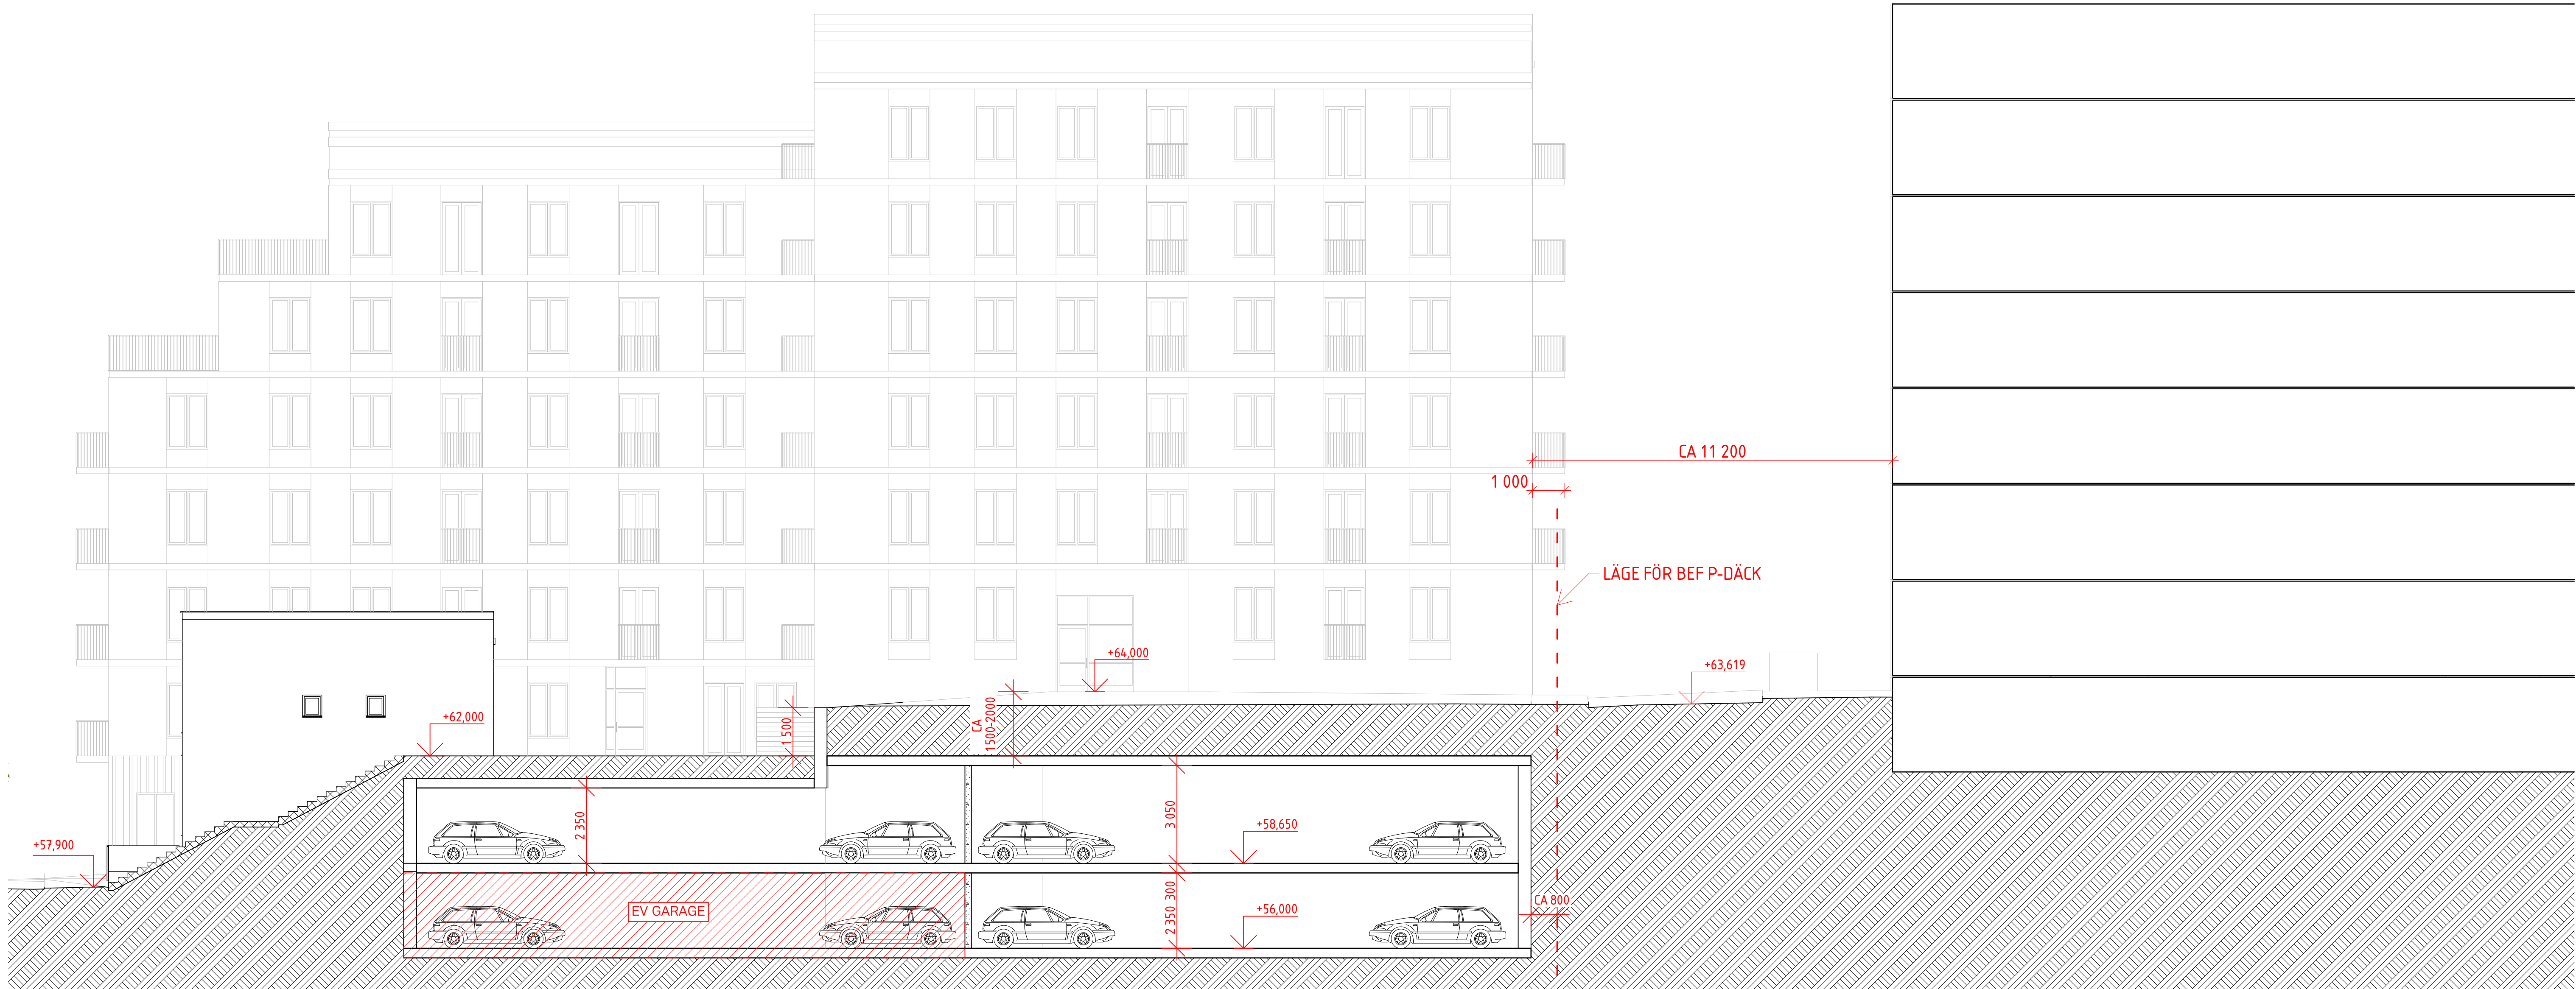 CA 11 200
1 000
LÄGE FÖR BEF P-DÄCK
+64,000
+63,619
+62,000
1 500
CA
1500-2000
2 350
3 050
+58,650
+57,900
EV GARAGE
2 350
300
+56,000
CA 800